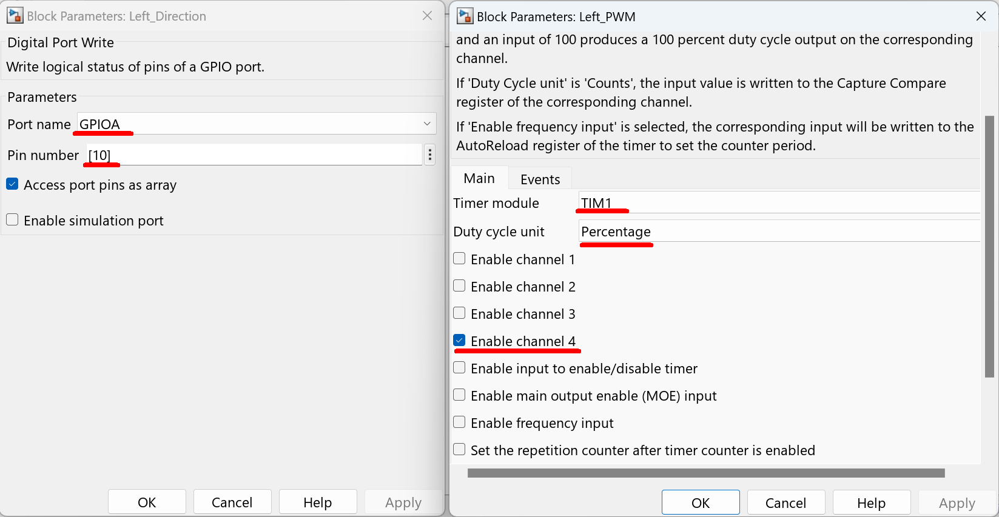 Block Parameters: Left_Direction
Digital Port Write
Write logical status of pins of a GPIO port.
Parameters
Port name GPIOA
Pin number [10]
Access port pins as array
Enable simulation port
OK Cancel Help Apply
Block Parameters: Left_PWM
and an input of 100 produces a 100 percent duty cycle output on the corresponding
channel.
If 'Duty Cycle unit' is 'Counts', the input value is written to the Capture Compare
register of the corresponding channel.
If 'Enable frequency input' is selected, the corresponding input will be written to the
AutoReload register of the timer to set the counter period.
Main Events
Timer module TIM1
Duty cycle unit Percentage
Enable channel 1
Enable channel 2
Enable channel 3
Enable channel 4
Enable input to enable/disable timer
Enable main output enable (MOE) input
Enable frequency input
Set the repetition counter after timer counter is enabled
OK Cancel Help Apply